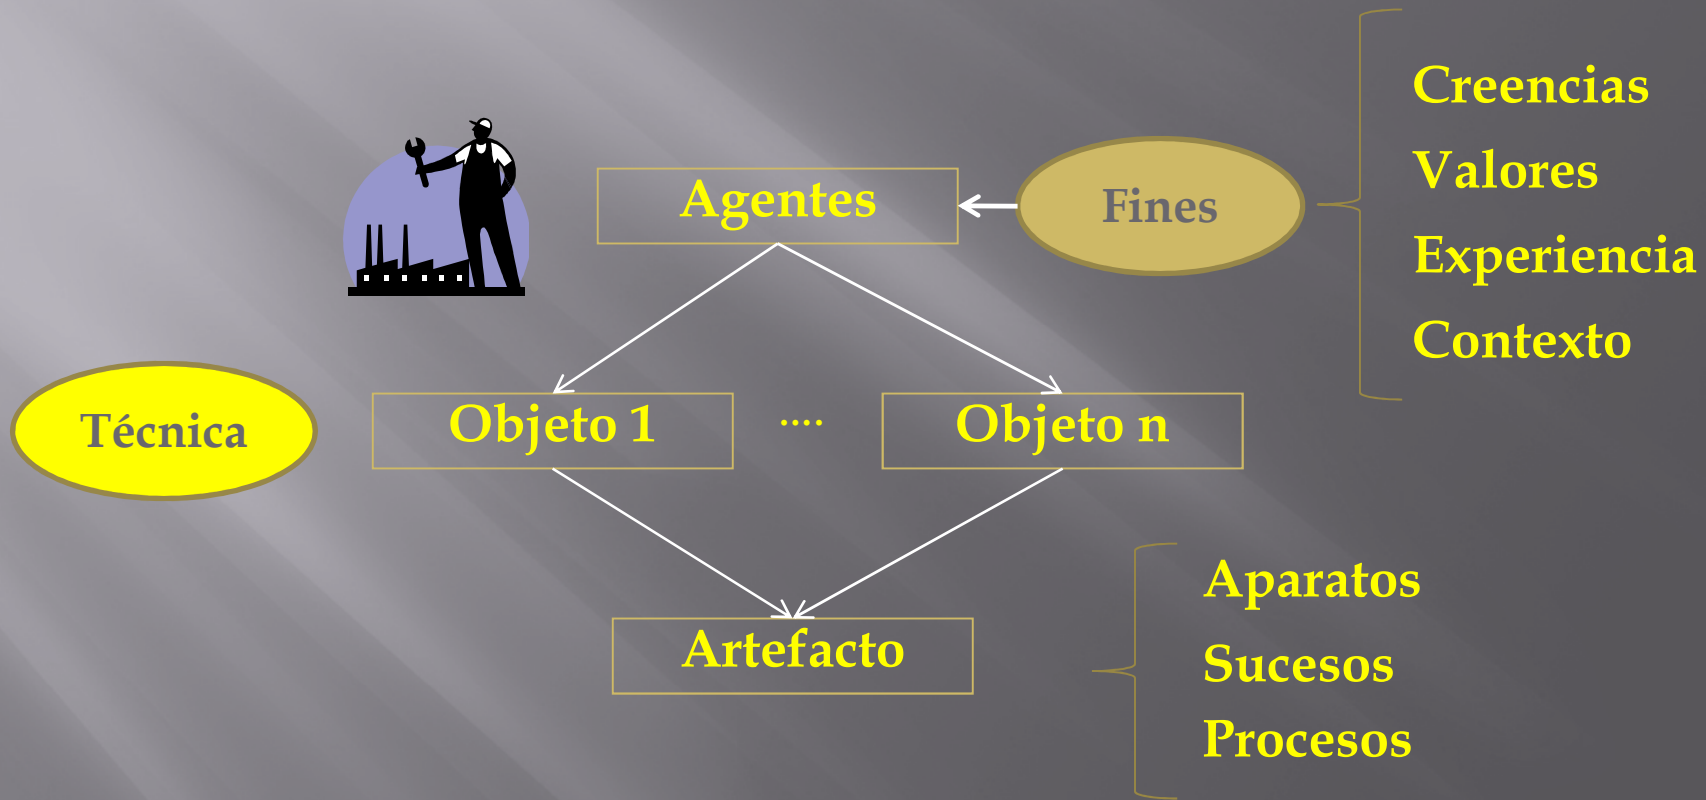 Creencias
Valores
Experiencia
Contexto
Agentes
Fines
Técnica
Objeto 1
....
Objeto n
Artefacto
Aparatos
Sucesos
Procesos